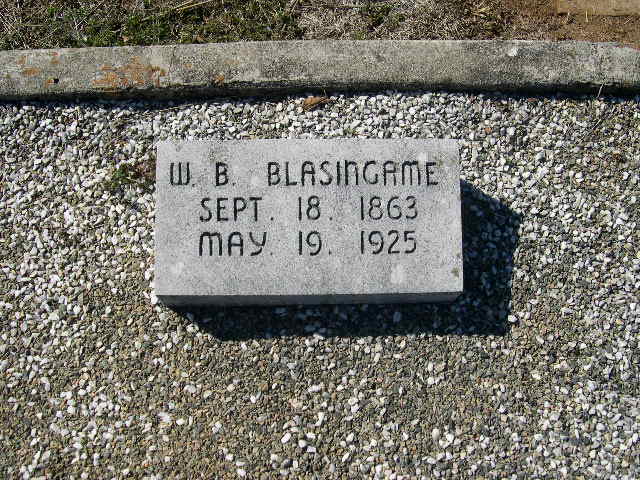 W. B. BLASINGAME
SEPT. 18. 1863
MAY. 19. 1925